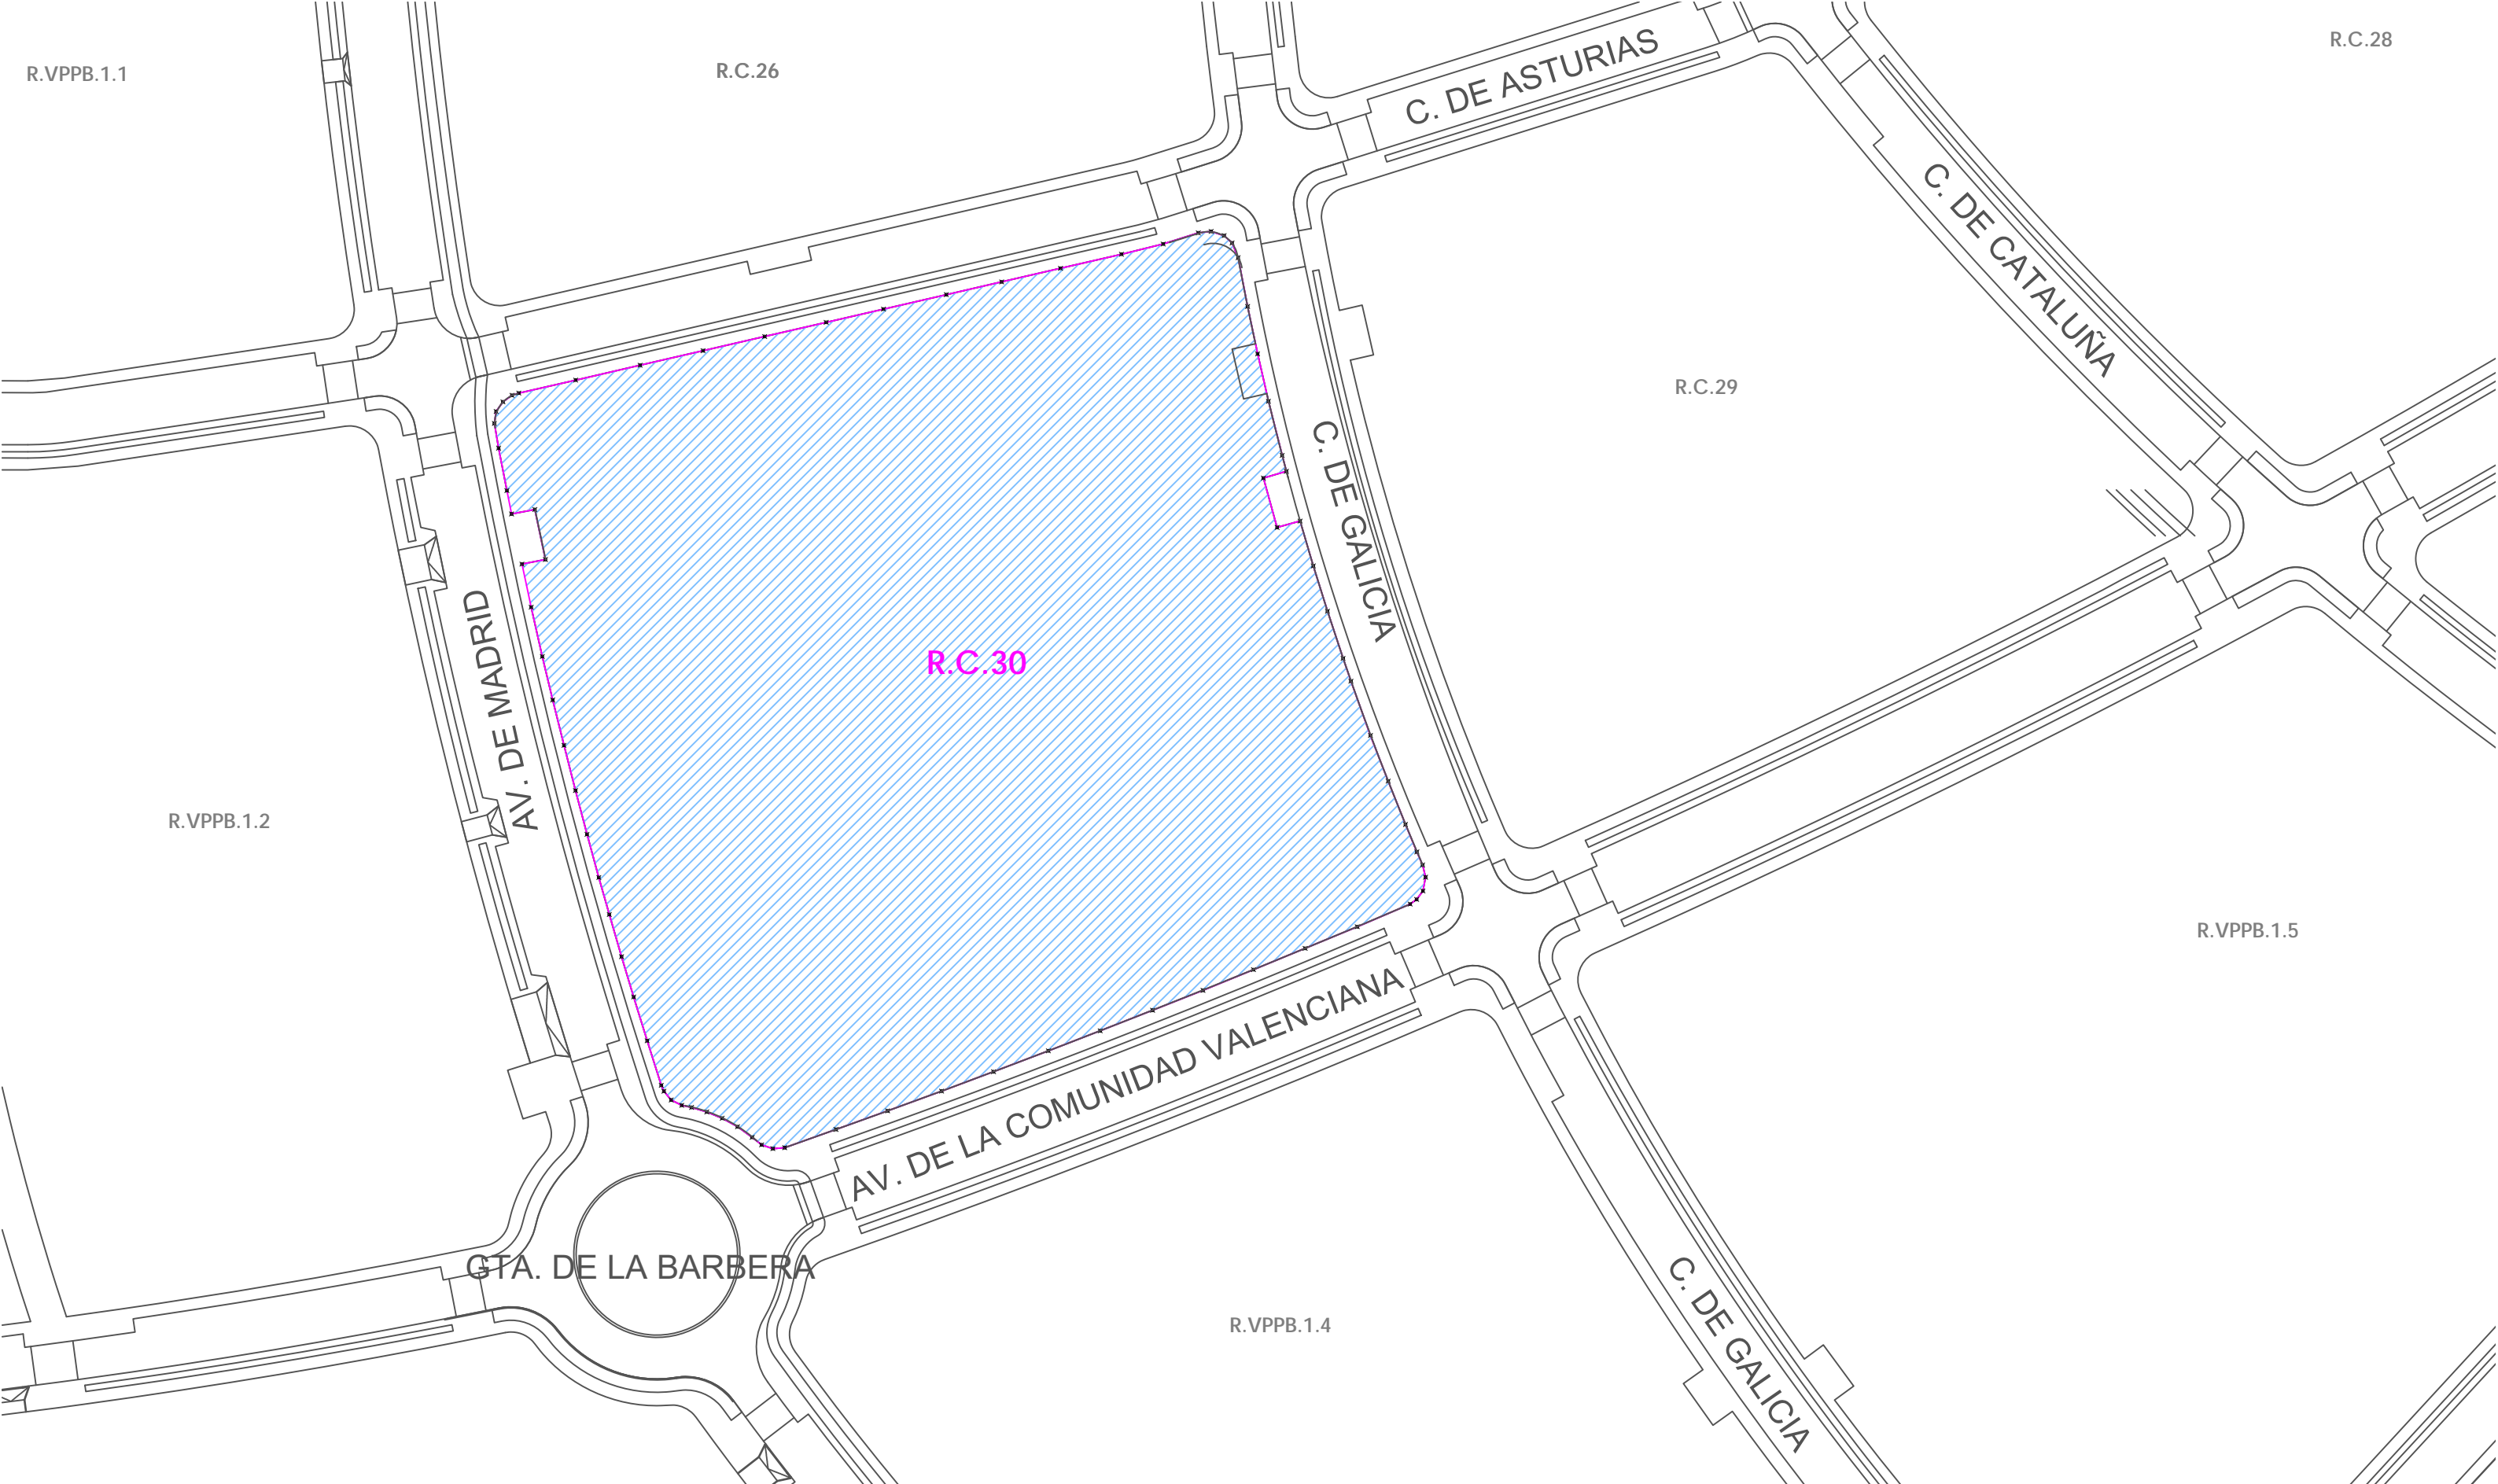 R.C.28
C. DE ASTURIAS
R.VPPB.1.1
R.C.26
C. DE CATALUÑA
R.C.29
C. DE GALICIA
R.C.30
AV. DE MADRID
R.VPPB.1.2
R.VPPB.1.5
AV. DE LA COMUNIDAD VALENCIANA
GTA. DE LA BARBERA
R.VPPB.1.4
C. DE GALICIA